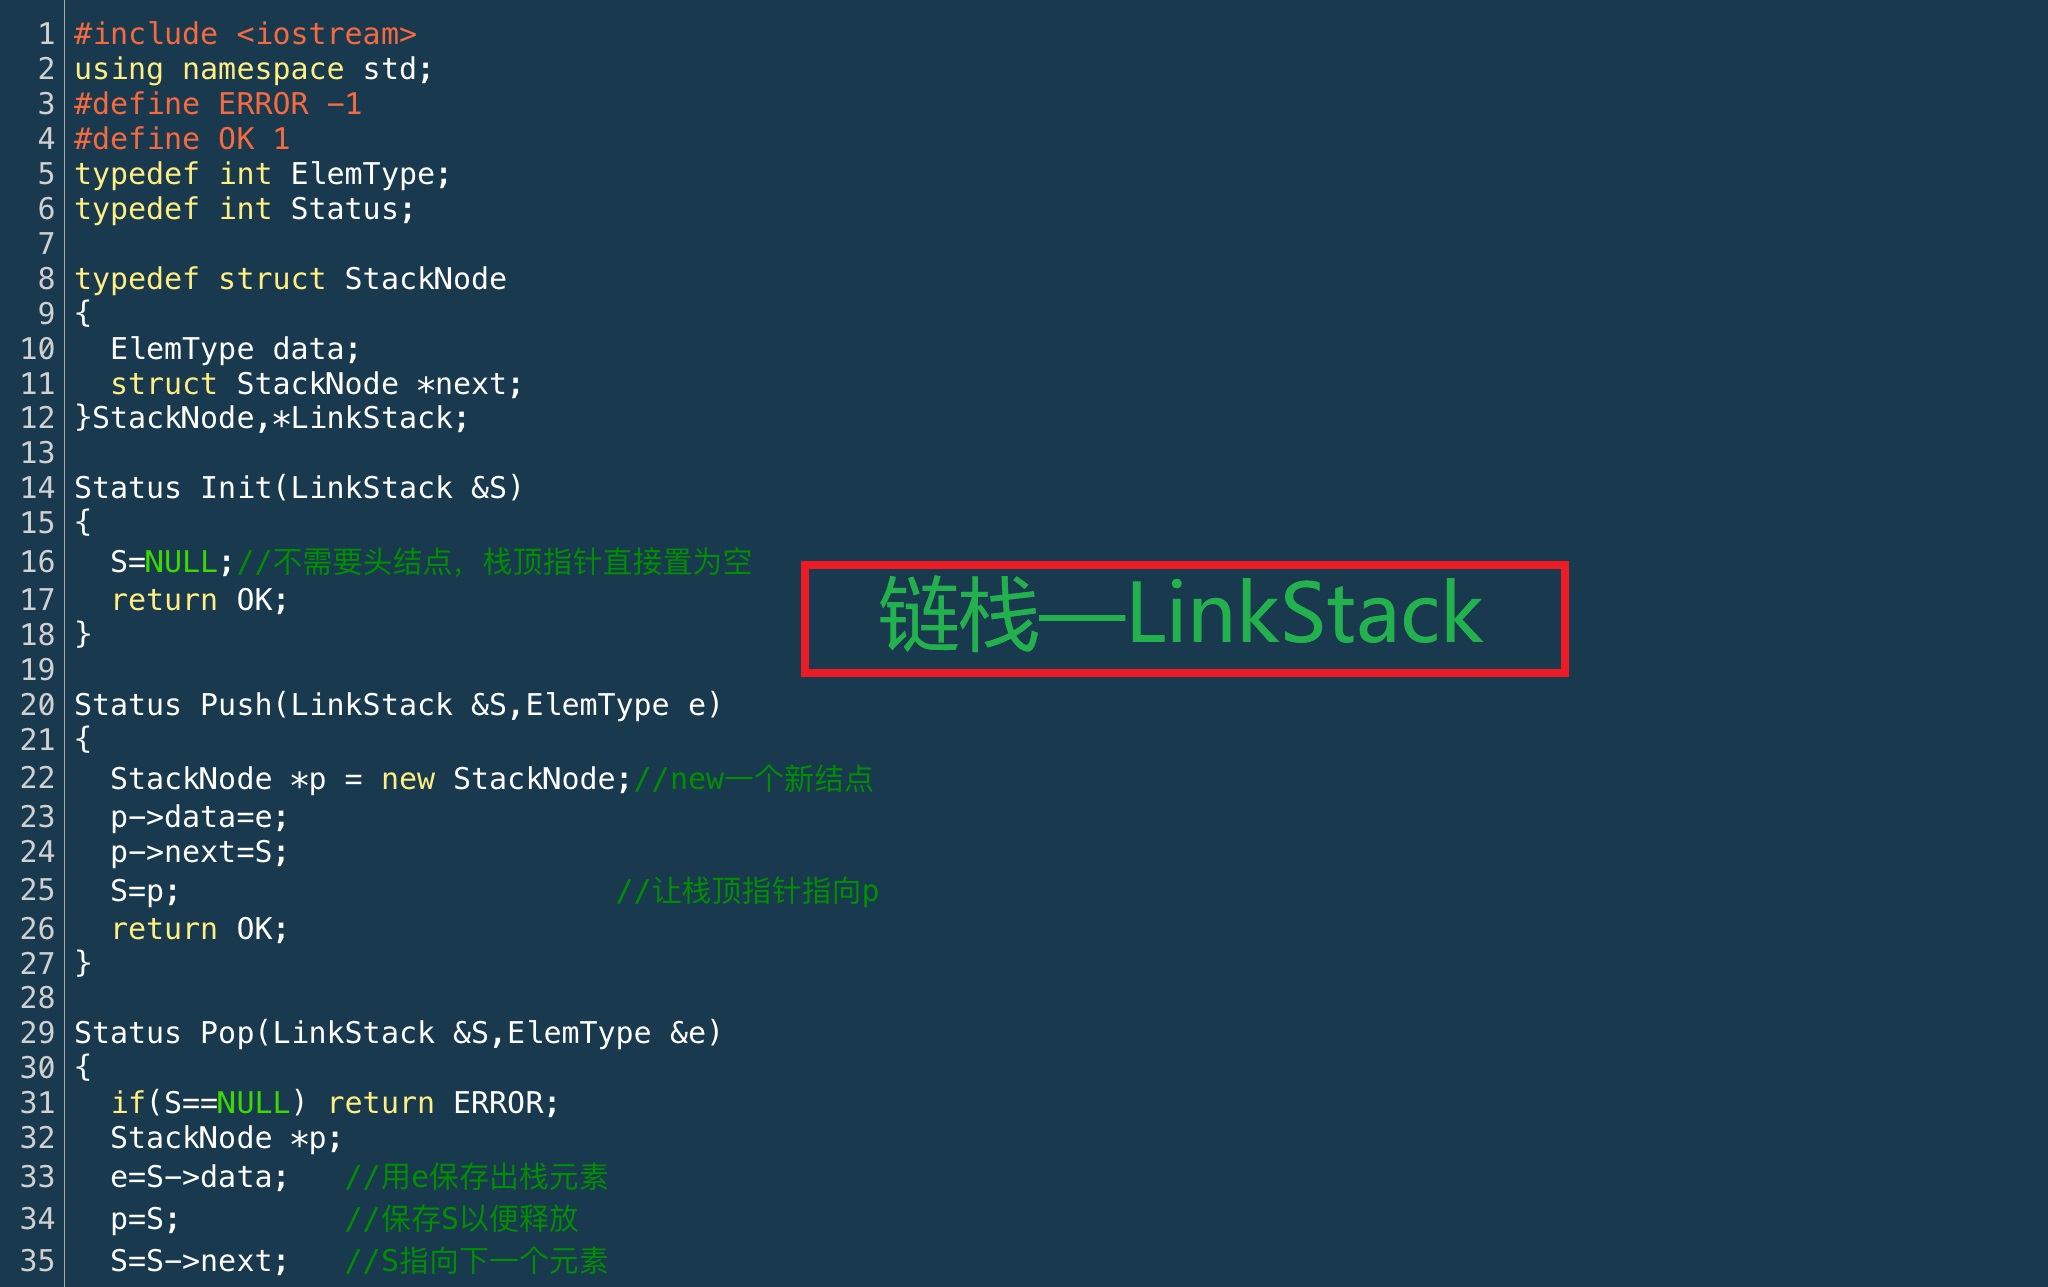 1 #include <iostream>
2 using namespace std;
3 #define ERROR -1
4 #define OK 1
5 typedef int ElemType;
6 typedef int Status;
7
8 typedef struct StackNode
9 {
10   ElemType data;
11   struct StackNode *next;
12 }StackNode,*LinkStack;
13
14 Status Init(LinkStack &S)
15 {
16   S=NULL;//不需要头结点，栈顶指针直接置为空
17   return OK;
链栈—LinkStack
18 }
19
20 Status Push(LinkStack &S,ElemType e)
21 {
22   StackNode *p = new StackNode;//new一个新结点
23   p->data=e;
24   p->next=S;
25   S=p;                        //让栈顶指针指向p
26   return OK;
27 }
28
29 Status Pop(LinkStack &S,ElemType &e)
30 {
31   if(S==NULL) return ERROR;
32   StackNode *p;
33   e=S->data;   //用e保存出栈元素
34   p=S;         //保存S以便释放
35   S=S->next;   //S指向下一个元素